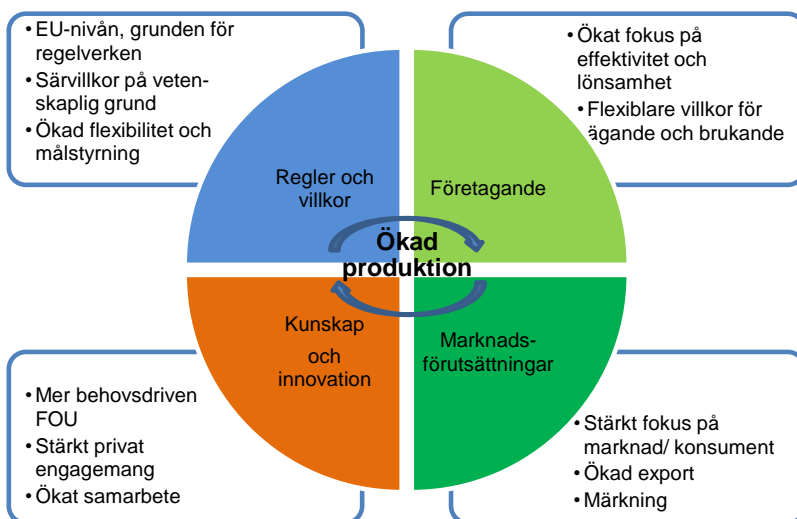 • EU-nivån, grunden för
regelverken
• Särvillkor på veten-
skaplig grund
• Ökad flexibilitet och
målstyrning
• Ökat fokus på
effektivitet och
lönsamhet
• Flexiblare villkor för
ägande och brukande
Regler och
villkor
Företagande
Ökad
produktion
Kunskap
och
innovation
Marknads-
förutsättningar
• Mer behovsdriven
FOU
• Stärkt privat
engagemang
• Ökat samarbete
• Stärkt fokus på
marknad/ konsument
• Ökad export
• Märkning